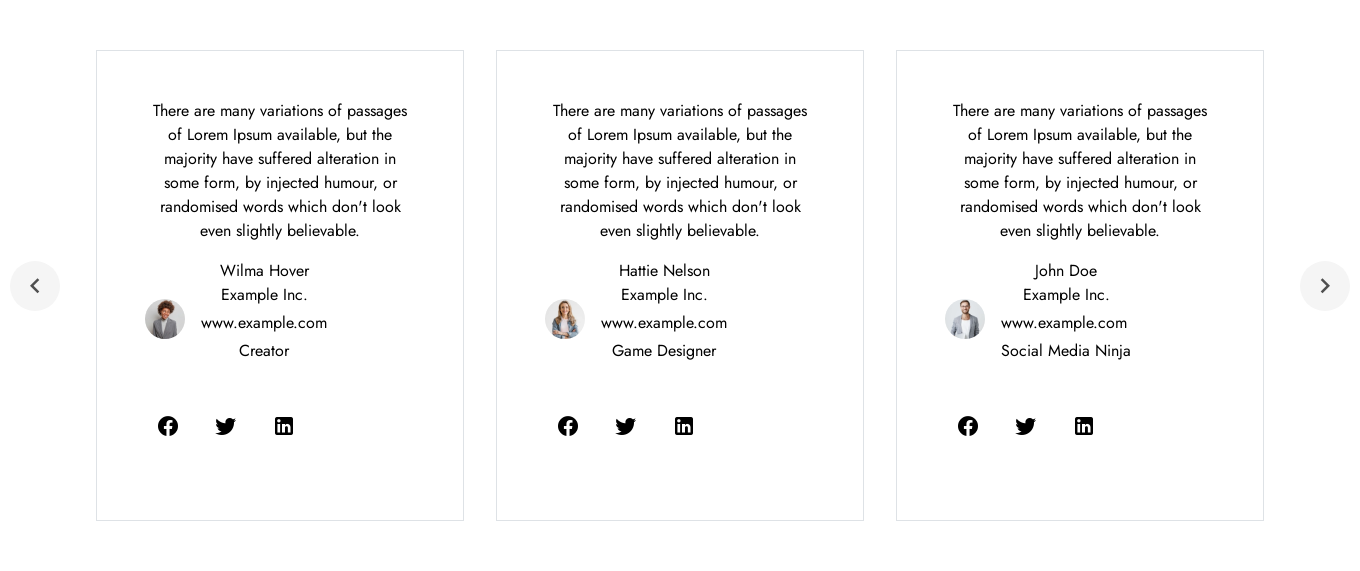 There are many variations of passages
of Lorem Ipsum available, but the
majority have suffered alteration in
some form, by injected humour, or
randomised words which don't look
even slightly believable.
Wilma Hover
Example Inc.
www.example.com
Creator
There are many variations of passages
of Lorem Ipsum available, but the
majority have suffered alteration in
some form, by injected humour, or
randomised words which don't look
even slightly believable.
Hattie Nelson
Example Inc.
www.example.com
Game Designer
There are many variations of passages
of Lorem Ipsum available, but the
majority have suffered alteration in
some form, by injected humour, or
randomised words which don't look
even slightly believable.
John Doe
Example Inc.
www.example.com
Social Media Ninja